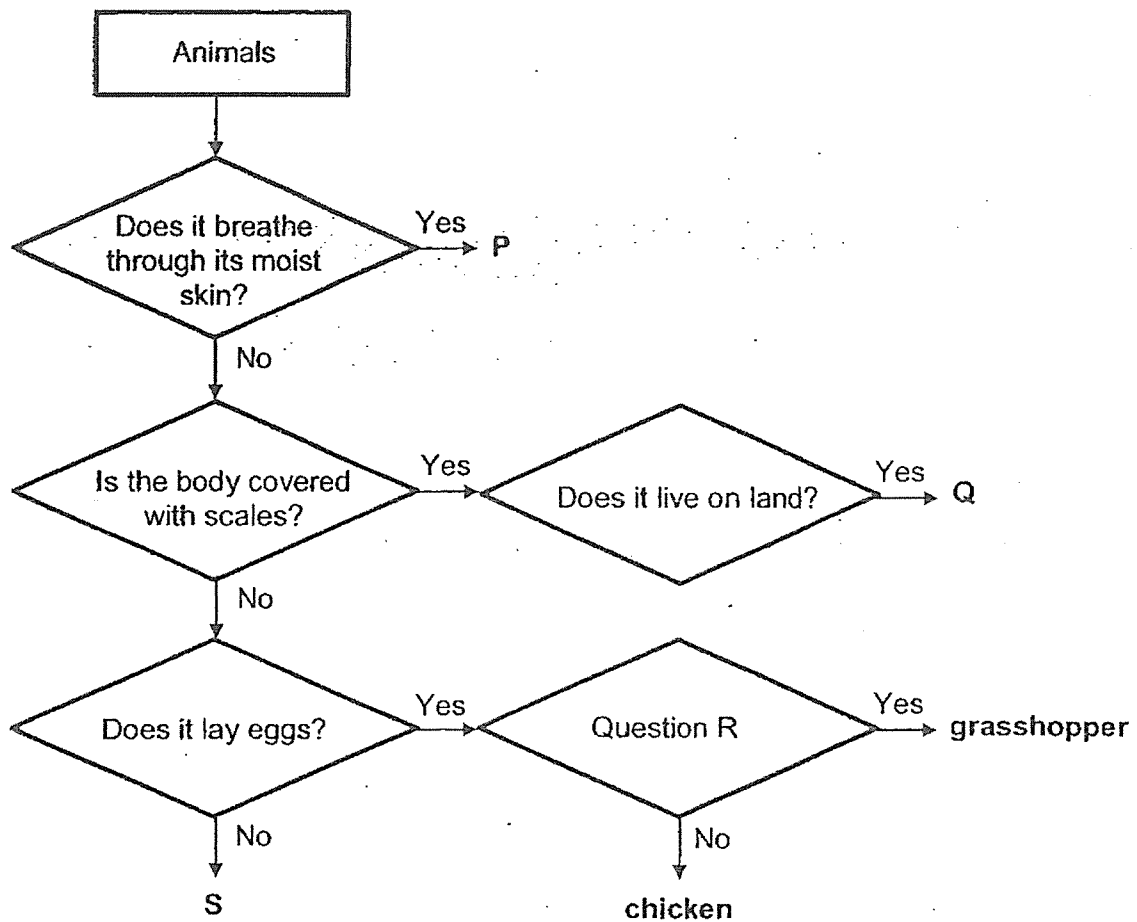 Animals
Does it breathe
through its moist
skin?
Yes
P
No
Is the body covered
with scales?
Yes
Does it live on land?
Yes
Q
No
Does it lay eggs?
Yes
Question R
Yes
grasshopper
No
S
No
chicken